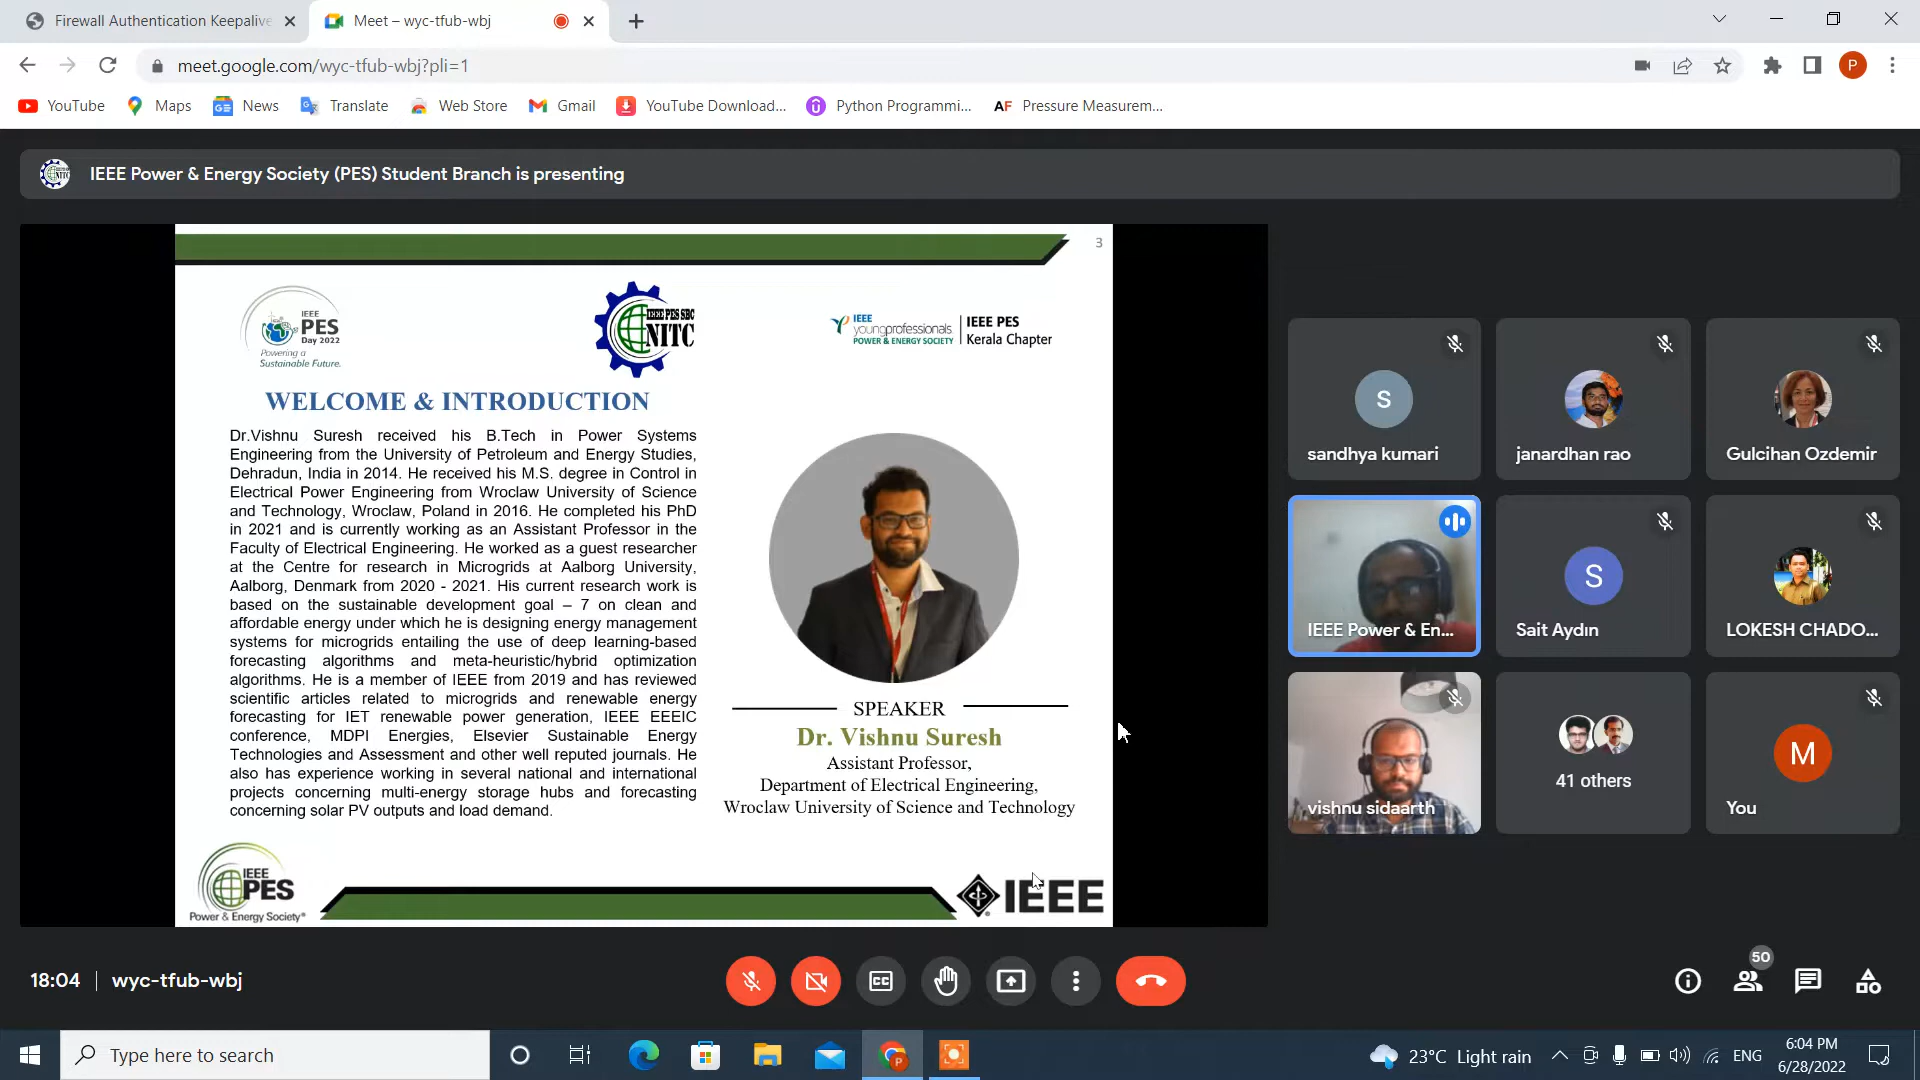 Firewall Authentication Keepalive
Meet – wyc-tfub-wbj
meet.google.com/wyc-tfub-wbj?pli=1
P
YouTube
Maps
News
Translate
Web Store
Gmail
YouTube Download...
Python Programmi...
AF Pressure Measurem...
IEEE Power & Energy Society (PES) Student Branch is presenting
3
IEEE
PES
Day 2022
Powering a
Sustainable Future.
IEEE PES SBC
NITC
IEEE
youngprofessionals
POWER & ENERGY SOCIETY
IEEE PES
Kerala Chapter
WELCOME & INTRODUCTION
Dr.Vishnu Suresh received his B.Tech in Power Systems
Engineering from the University of Petroleum and Energy Studies,
Dehradun, India in 2014. He received his M.S. degree in Control in
Electrical Power Engineering from Wroclaw University of Science
and Technology, Wroclaw, Poland in 2016. He completed his PhD
in 2021 and is currently working as an Assistant Professor in the
Faculty of Electrical Engineering. He worked as a guest researcher
at the Centre for research in Microgrids at Aalborg University,
Aalborg, Denmark from 2020 - 2021. His current research work is
based on the sustainable development goal – 7 on clean and
affordable energy under which he is designing energy management
systems for microgrids entailing the use of deep learning-based
forecasting algorithms and meta-heuristic/hybrid optimization
algorithms. He is a member of IEEE from 2019 and has reviewed
scientific articles related to microgrids and renewable energy
forecasting for IET renewable power generation, IEEE EEEIC
conference, MDPI Energies, Elsevier Sustainable Energy
Technologies and Assessment and other well reputed journals. He
also has experience working in several national and international
projects concerning multi-energy storage hubs and forecasting
concerning solar PV outputs and load demand.
SPEAKER
Dr. Vishnu Suresh
Assistant Professor,
Department of Electrical Engineering,
Wroclaw University of Science and Technology
IEEE
PES
Power & Energy Society®
IEEE
S
sandhya kumari
janardhan rao
Gulcihan Ozdemir
IEEE Power & En...
S
Sait Aydın
LOKESH CHADO...
vishnu sidaarth
41 others
M
You
18:04
wyc-tfub-wbj
CC
50
Type here to search
P
23°C Light rain
ENG
6:04 PM
6/28/2022